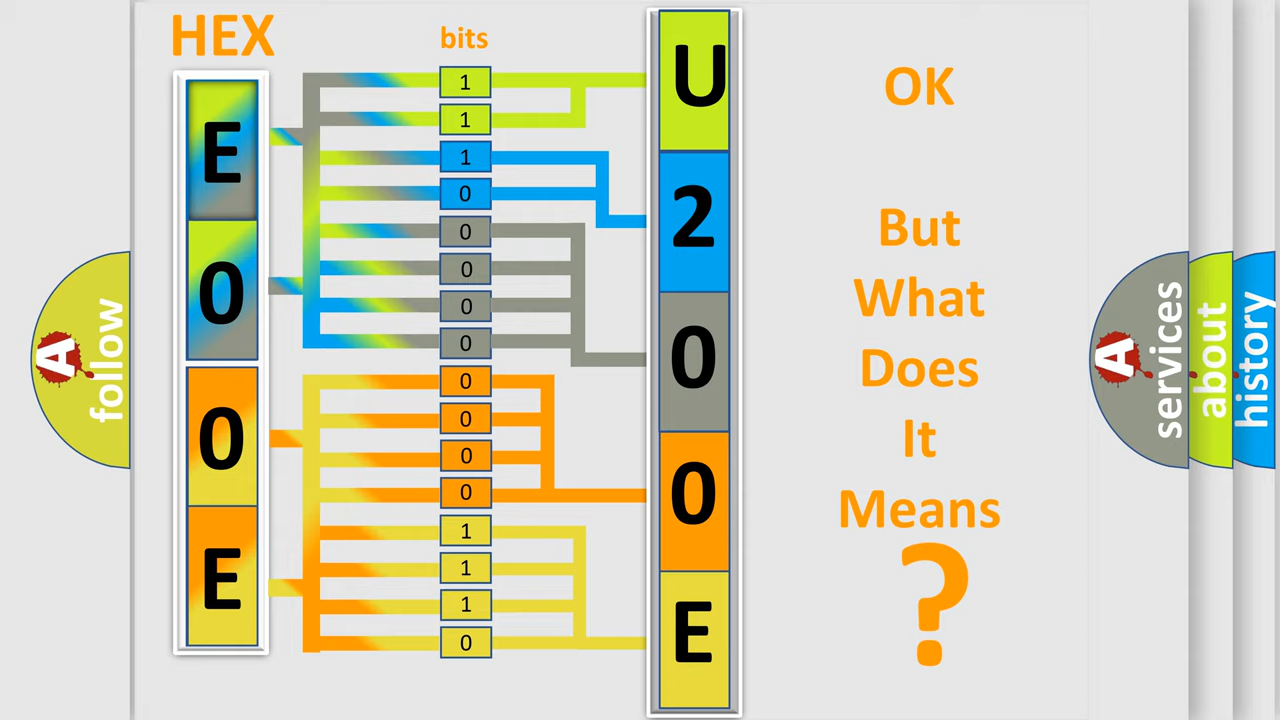 HEX
bits
E
0
0
E
1
1
1
0
0
0
0
0
0
0
0
0
1
1
1
0
U
2
0
0
E
OK
But
What
Does
It
Means
?
A
follow
A
services
about
history